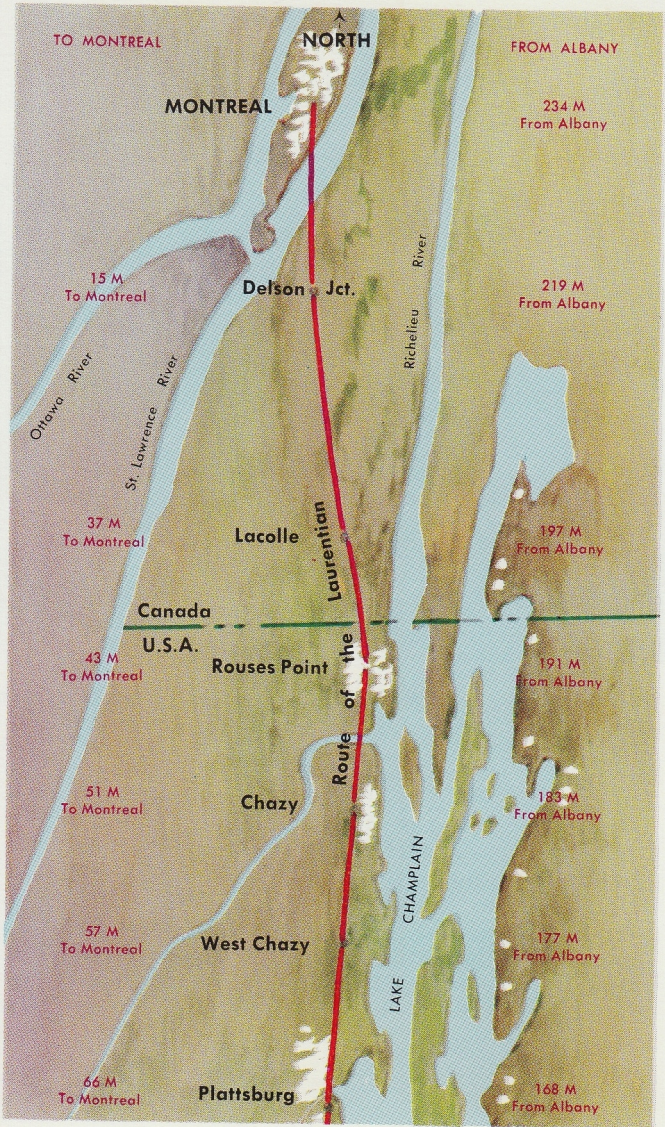 TO MONTREAL
NORTH
FROM ALBANY
MONTREAL
234 M
From Albany
15 M
To Montreal
Delson Jct.
219 M
From Albany
Richelieu River
Ottawa River
St. Lawrence River
37 M
To Montreal
Lacolle
197 M
From Albany
Route of the Laurentian
Canada
U.S.A.
43 M
To Montreal
Rouses Point
191 M
From Albany
51 M
To Montreal
Chazy
183 M
From Albany
LAKE CHAMPLAIN
57 M
To Montreal
West Chazy
177 M
From Albany
66 M
To Montreal
Plattsburg
168 M
From Albany